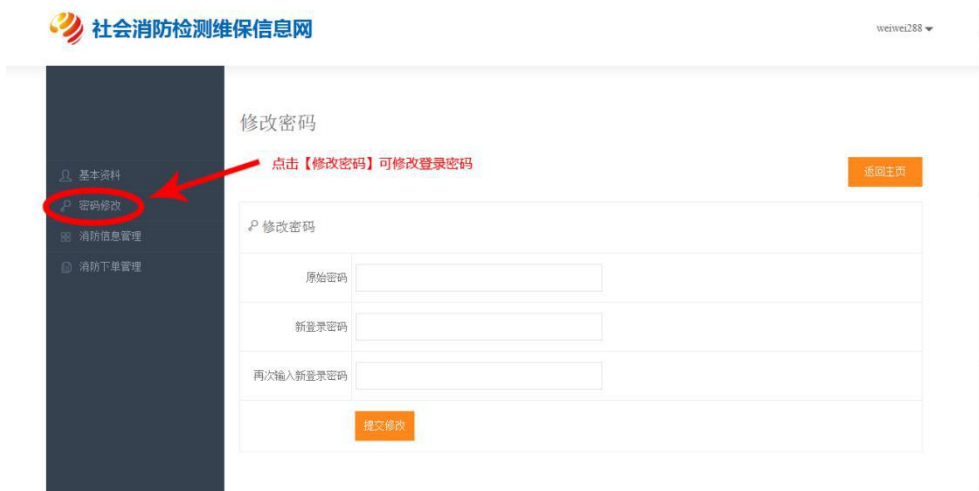 社会消防检测维保信息网
weiwei288
修改密码
点击【修改密码】可修改登录密码
返回主页
基本资料
密码修改
消防信息管理
消防下单管理
修改密码
原始密码
新登录密码
再次输入新登录密码
提交修改